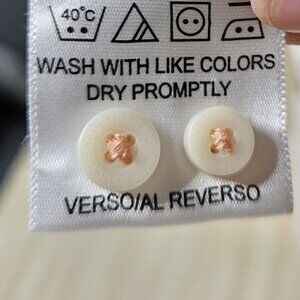 40°C
WASH WITH LIKE COLORS
DRY PROMPTLY
VERSO/AL REVERSO